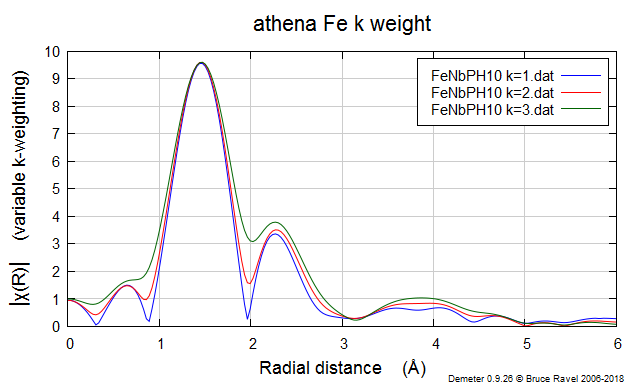 athena Fe k weight
FeNbPH10 k=1.dat
FeNbPH10 k=2.dat
FeNbPH10 k=3.dat
|χ(R)| (variable k-weighting)
10
9
8
7
6
5
4
3
2
1
0
0 1 2 3 4 5 6
Radial distance (Å)
Demeter 0.9.26 © Bruce Ravel 2006-2018